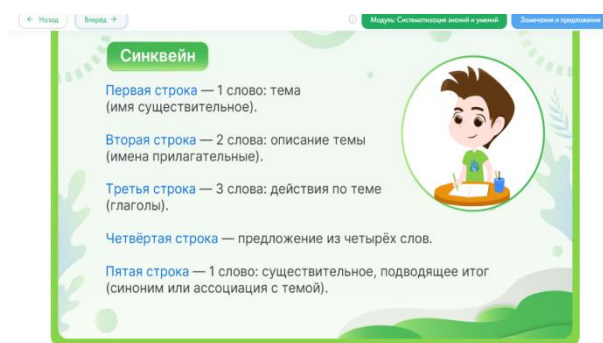 ← Назад
Вперёд →
Модуль: Систематизация знаний и умений
Замечания и предложения
Синквейн
Первая строка — 1 слово: тема
(имя существительное).
Вторая строка — 2 слова: описание темы
(имена прилагательные).
Третья строка — 3 слова: действия по теме
(глаголы).
Четвёртая строка — предложение из четырёх слов.
Пятая строка — 1 слово: существительное, подводящее итог
(синоним или ассоциация с темой).